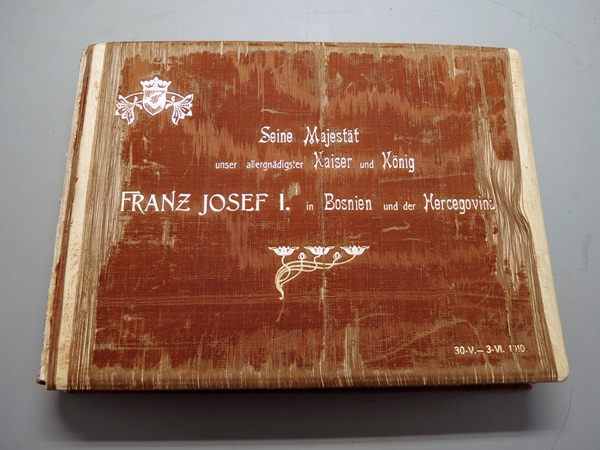 Seine Majestät
unser allergnädigster Kaiser und König
FRANZ JOSEF I. in Bosnien und der Hercegovina
30-V.— 3-VI. 1910